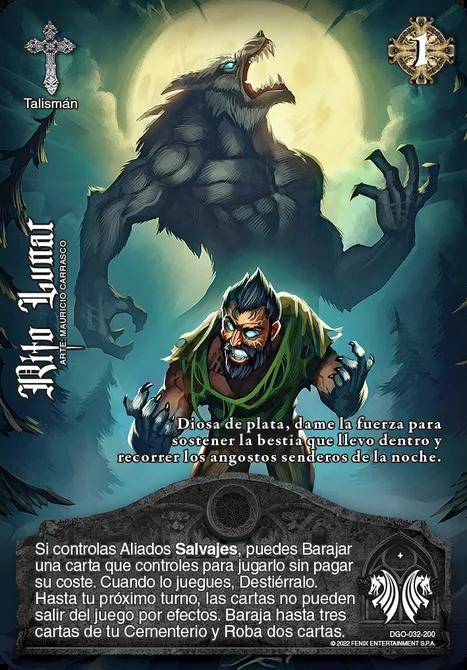 1
Talismán
Rito Lunar
ARTE: MAURICIO CARRASCO
Diosa de plata, dame la fuerza para
sostener la bestia que llevo dentro y
recorrer los angostos senderos de la noche.
Si controlas Aliados Salvajes, puedes Barajar
una carta que controles para jugarlo sin pagar
su coste. Cuando lo juegues, Destiérralo.
Hasta tu próximo turno, las cartas no pueden
salir del juego por efectos. Baraja hasta tres
cartas de tu Cementerio y Roba dos cartas.
DGO-032-200
© 2022 FENIX ENTERTAINMENT S.P.A.